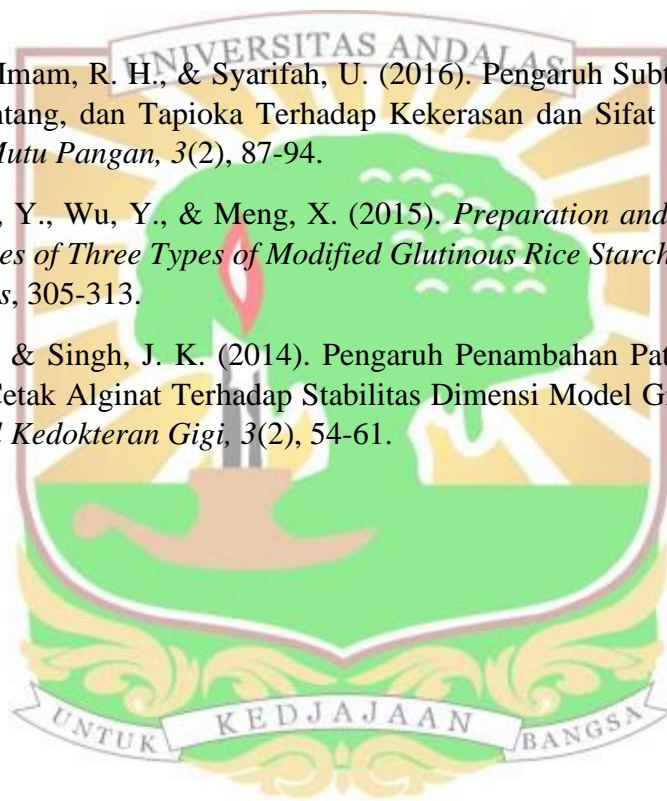 UNIVERSITAS ANDALAS
Imam, R. H., & Syarifah, U. (2016). Pengaruh Subt
ntang, dan Tapioka Terhadap Kekerasan dan Sifat
Mutu Pangan, 3(2), 87-94.
, Y., Wu, Y., & Meng, X. (2015). Preparation and
es of Three Types of Modified Glutinous Rice Starch
s, 305-313.
& Singh, J. K. (2014). Pengaruh Penambahan Pat
Cetak Alginat Terhadap Stabilitas Dimensi Model Gi
l Kedokteran Gigi, 3(2), 54-61.
UNTUK KEDJAJAAN BANGSA